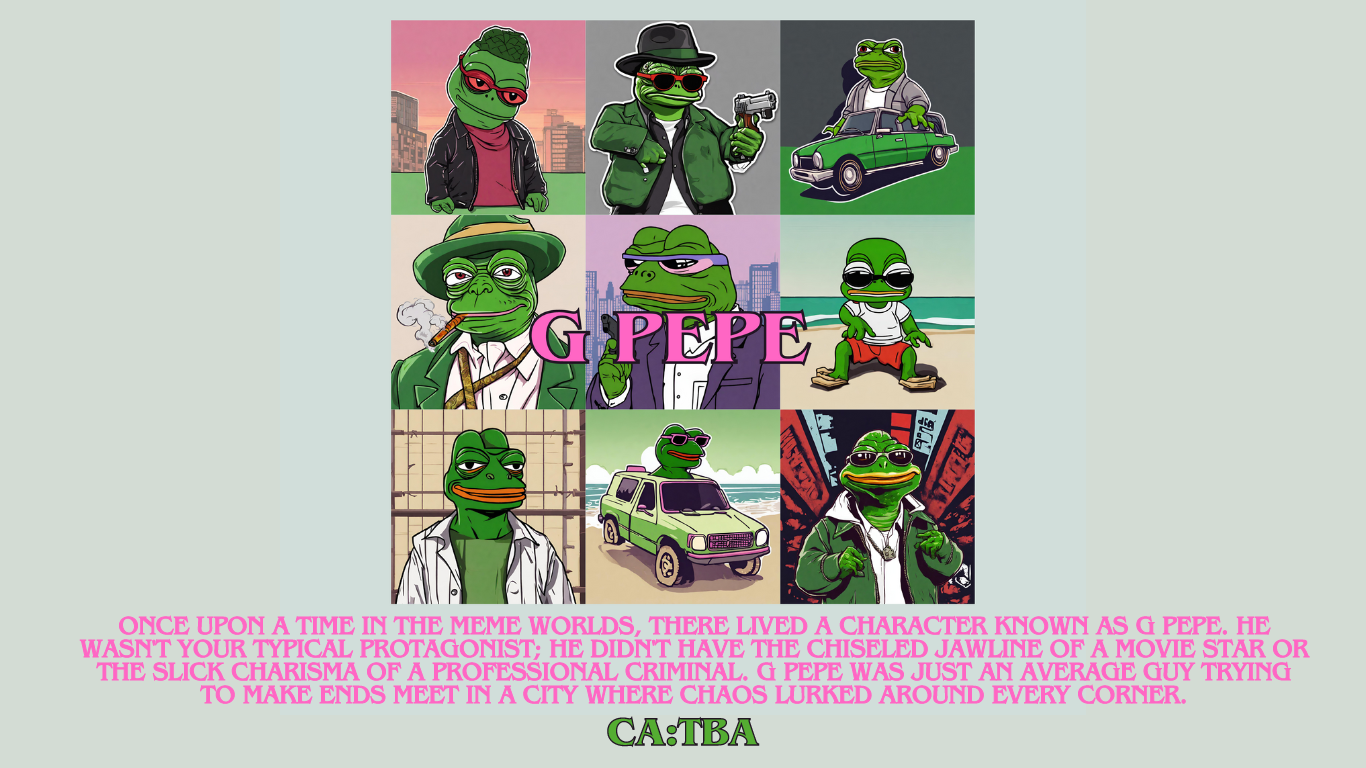 G PEPE
ONCE UPON A TIME IN THE MEME WORLDS, THERE LIVED A CHARACTER KNOWN AS G PEPE. HE
WASN'T YOUR TYPICAL PROTAGONIST; HE DIDN'T HAVE THE CHISELED JAWLINE OF A MOVIE STAR OR
THE SLICK CHARISMA OF A PROFESSIONAL CRIMINAL. G PEPE WAS JUST AN AVERAGE GUY TRYING
TO MAKE ENDS MEET IN A CITY WHERE CHAOS LURKED AROUND EVERY CORNER.
CA:TBA